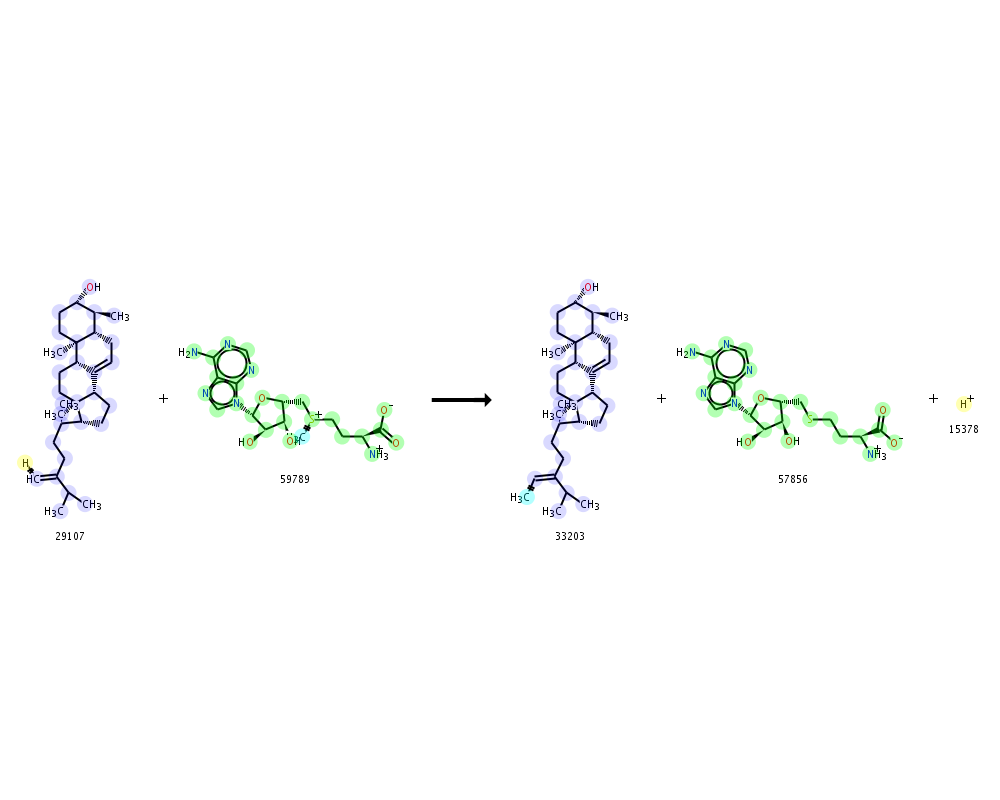 OH
CH3
H3C
CH3
H3C
H
HC
H3C
CH3
29107
+
H2N
N
N
N
N
O
HO
OH
S+
CH3
O-
O
NH3+
59789
OH
CH3
H3C
CH3
H3C
H3C
H3C
CH3
33203
+
H2N
N
N
N
N
O
HO
OH
S
O
O-
NH3+
57856
+
H+
15378